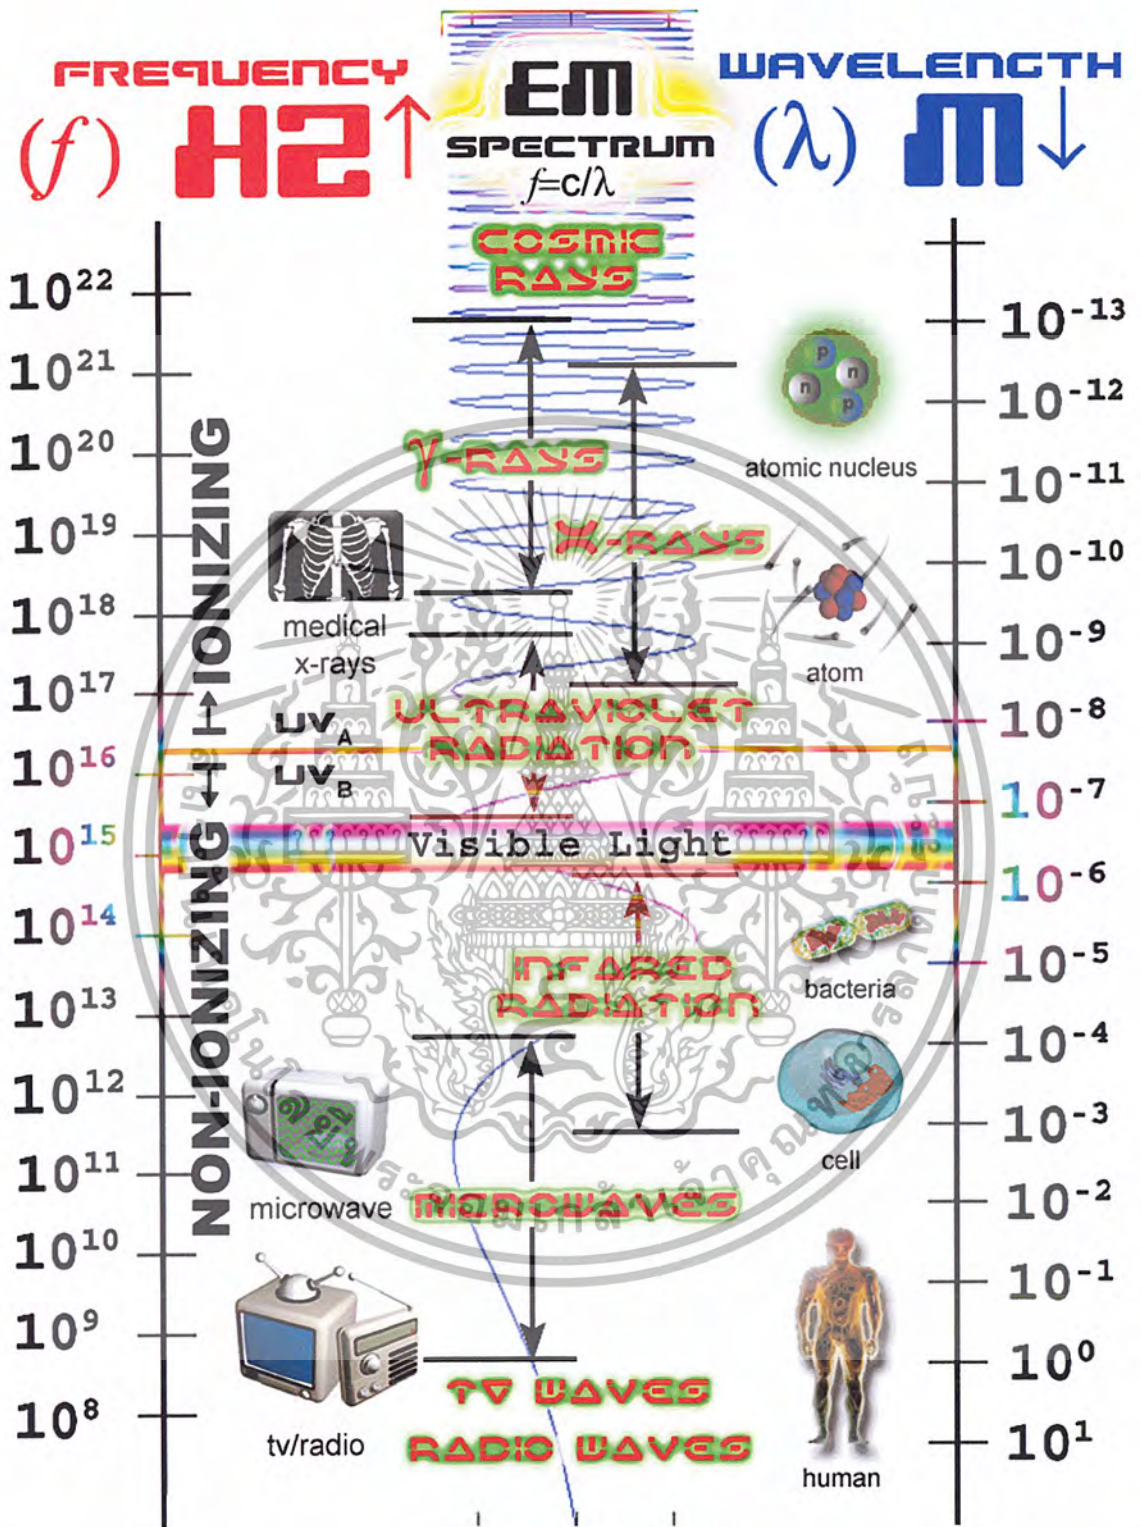 FREQUENCY
(f) HZ ↑
EM
SPECTRUM
f=c/λ
WAVELENGTH
(λ) M ↓
COSMIC
RAYS
10²²
10²¹
10²⁰
10¹⁹
10¹⁸
10¹⁷
10¹⁶
10¹⁵
10¹⁴
10¹³
10¹²
10¹¹
10¹⁰
10⁹
10⁸
NON-IONIZING ← → IONIZING
medical
x-rays
UV A
UV B
microwave
tv/radio
γ-RAYS
X-RAYS
ULTRAVIOLET
RADIATION
Visible Light
INFARED
RADIATION
MICROWAVES
TV WAVES
RADIO WAVES
p
n
n
p
atomic nucleus
atom
bacteria
cell
human
10⁻¹³
10⁻¹²
10⁻¹¹
10⁻¹⁰
10⁻⁹
10⁻⁸
10⁻⁷
10⁻⁶
10⁻⁵
10⁻⁴
10⁻³
10⁻²
10⁻¹
10⁰
10¹